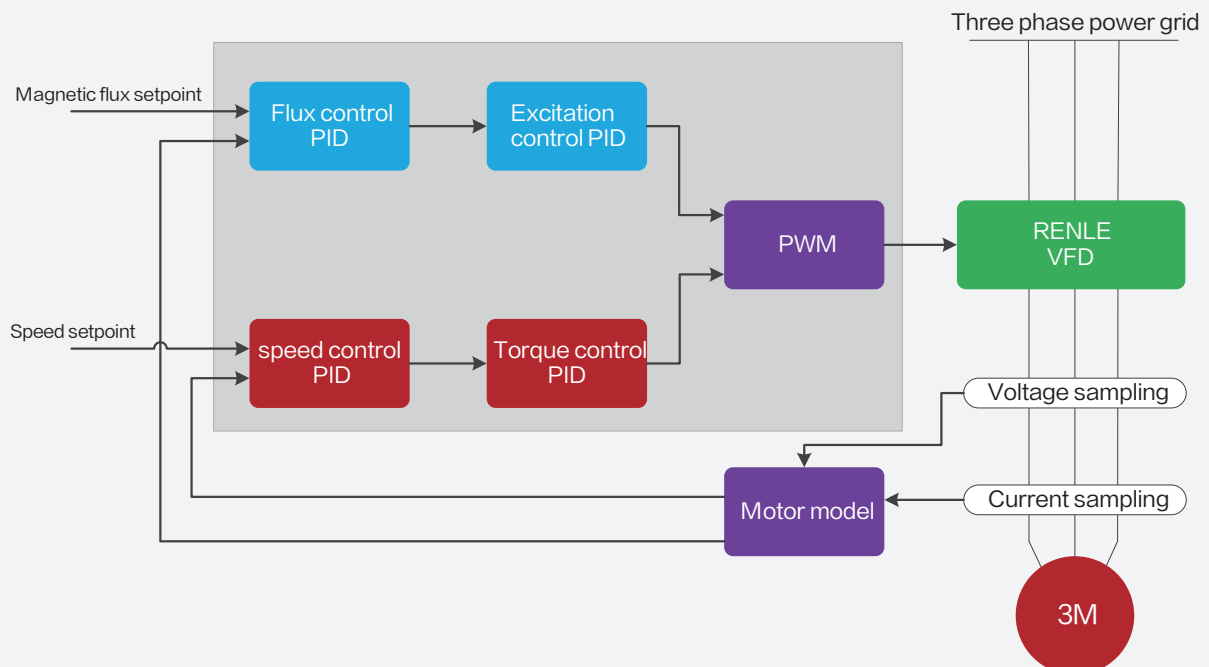 Three phase power grid
Magnetic flux setpoint
Flux control
PID
Excitation
control PID
PWM
RENLE
VFD
Speed setpoint
speed control
PID
Torque control
PID
Voltage sampling
Motor model
Current sampling
3M